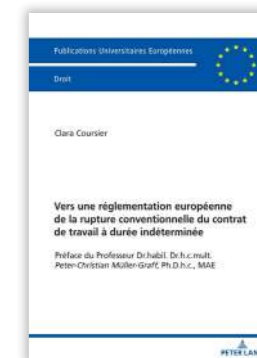 Publications Universitaires Européennes
Droit
Clara Coursier
Vers une réglementation européenne
de la rupture conventionnelle du contrat
de travail à durée indéterminée
Préface du Professeur Dr.habil. Dr.h.c.mult.
Peter-Christian Müller-Graff, Ph.D.h.c., MAE
PETER LANG